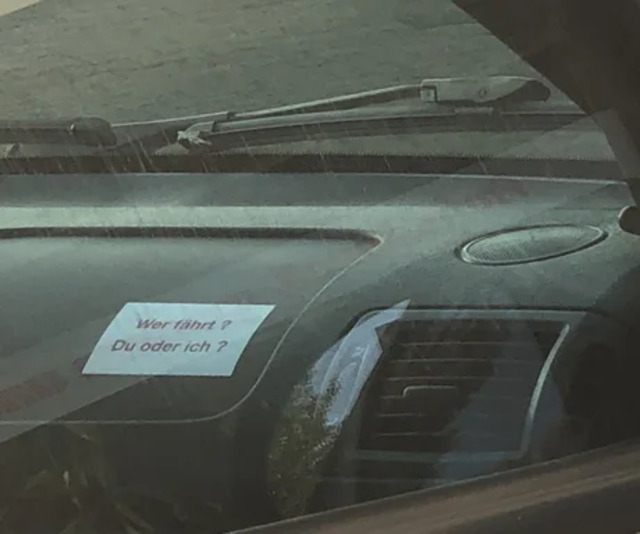 Wer fährt ?
Du oder ich ?